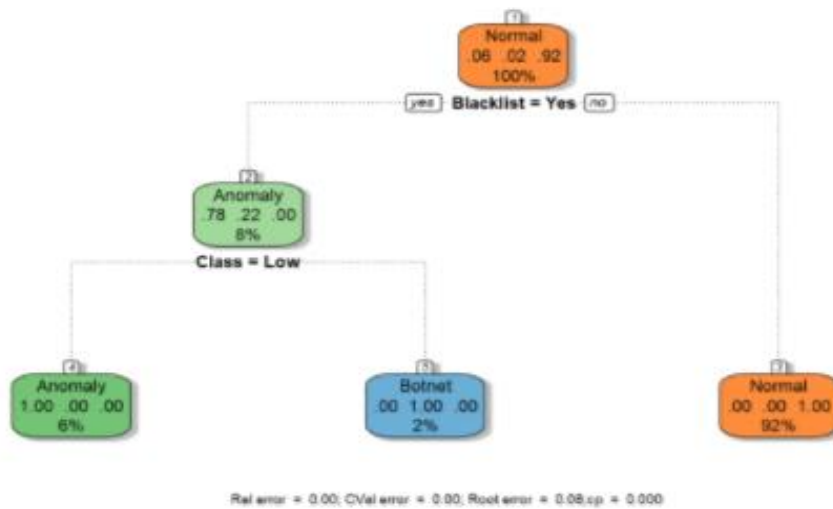 1
Normal
.06 .02 .92
100%
yes Blacklist = Yes no
2
Anomaly
.78 .22 .00
8%
Class = Low
4
Anomaly
1.00 .00 .00
6%
5
Botnet
.00 1.00 .00
2%
3
Normal
.00 .00 1.00
92%
Rel error = 0.00; CVal error = 0.00; Root error = 0.08;cp = 0.000